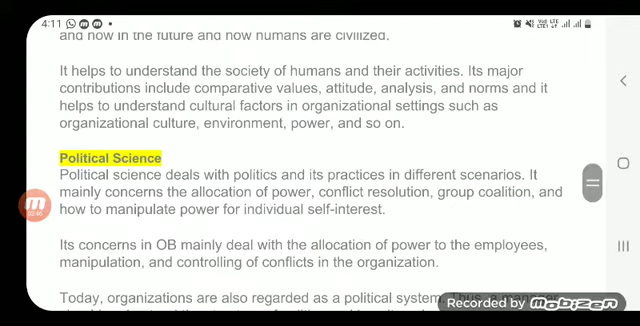 4:11
Voi) LTE
and how in the future and how humans are civilized.
It helps to understand the society of humans and their activities. Its major
contributions include comparative values, attitude, analysis, and norms and it
helps to understand cultural factors in organizational settings such as
organizational culture, environment, power, and so on.
Political Science
Political science deals with politics and its practices in different scenarios. It
mainly concerns the allocation of power, conflict resolution, group coalition, and
how to manipulate power for individual self-interest.
Its concerns in OB mainly deal with the allocation of power to the employees,
manipulation, and controlling of conflicts in the organization.
Today, organizations are also regarded as a political system. Thus, a manager
Recorded by Mobizen